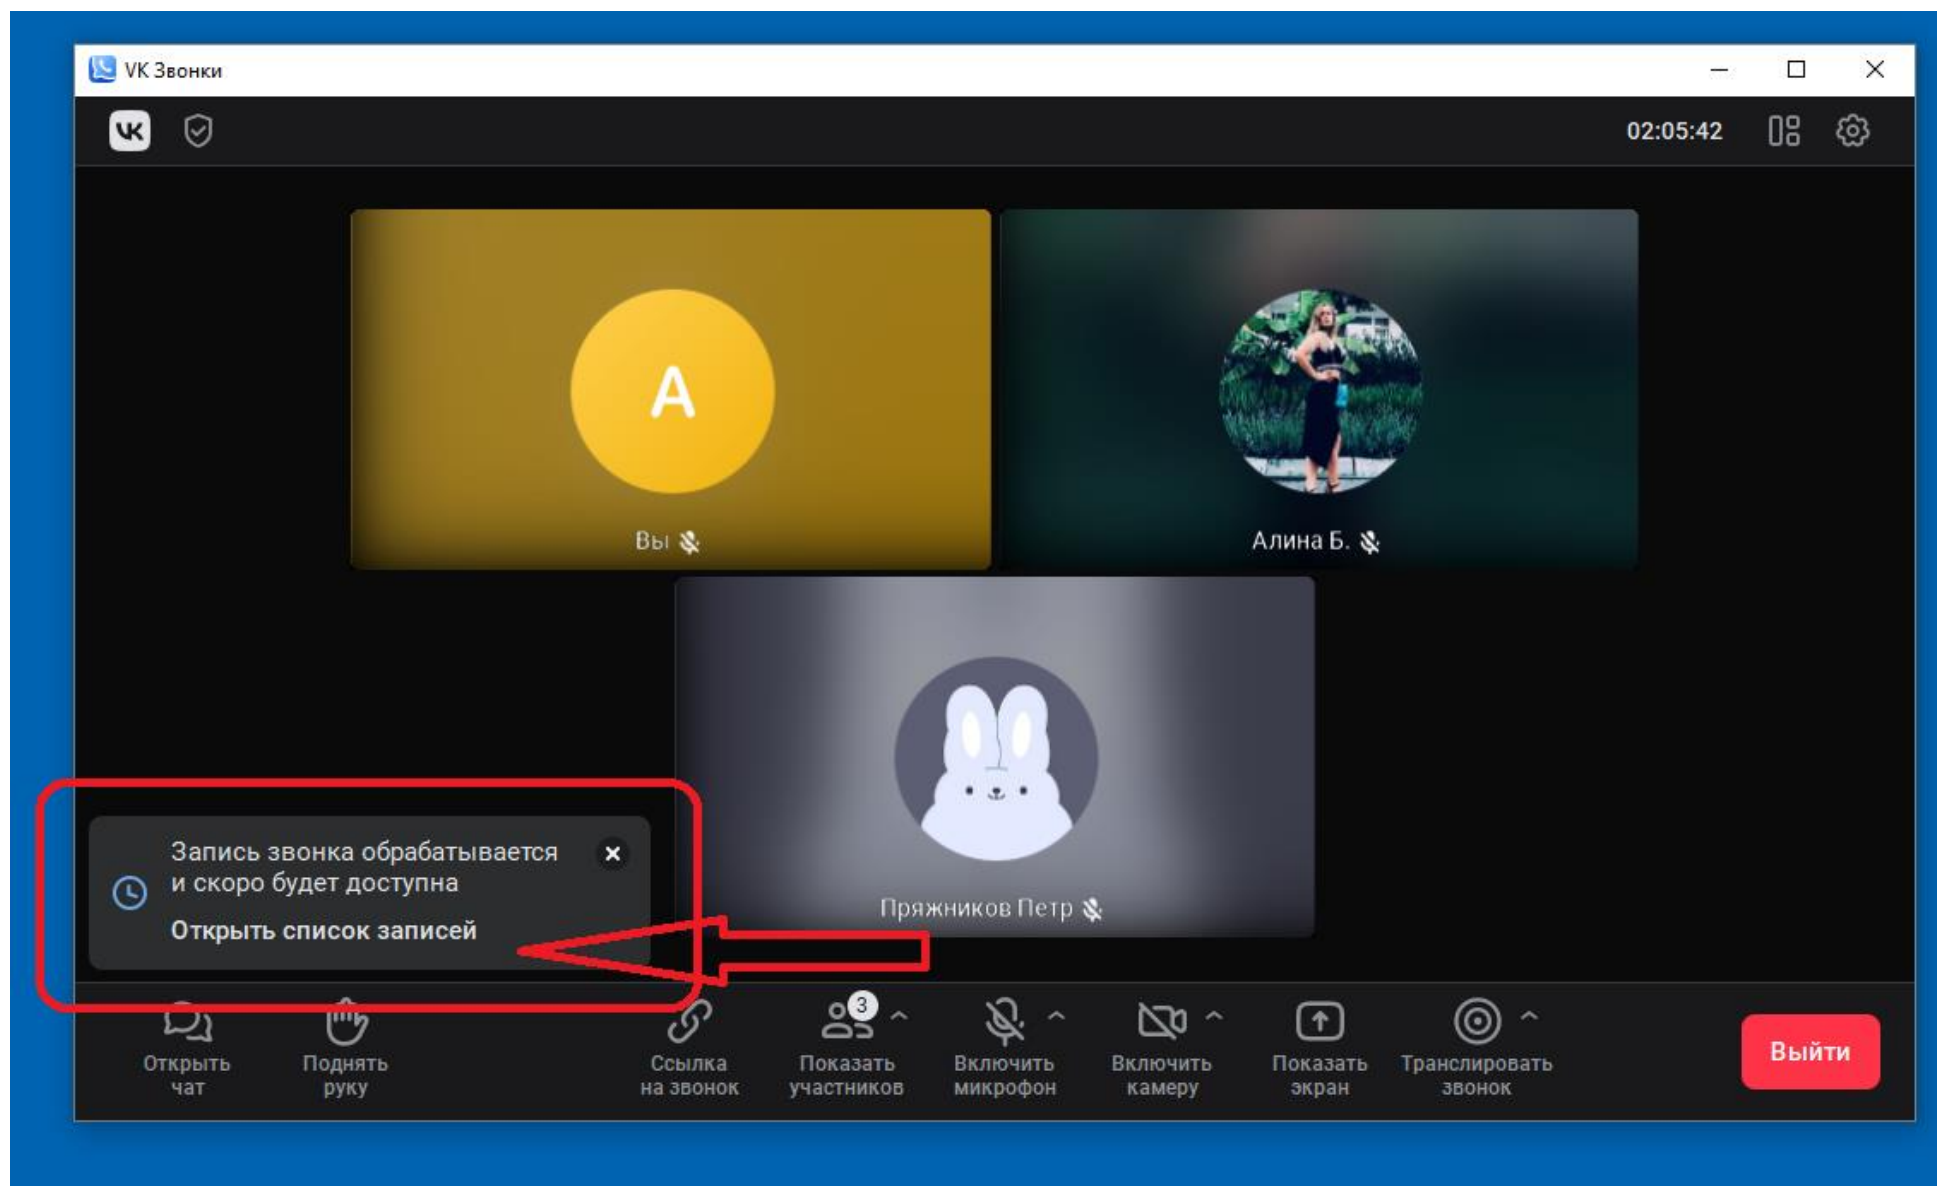 VK Звонки
VK
02:05:42
A
Вы
Алина Б.
Пряжников Петр
Запись звонка обрабатывается
и скоро будет доступна
Открыть список записей
Открыть
чат
Поднять
руку
Ссылка
на звонок
3
Показать
участников
Включить
микрофон
Включить
камеру
Показать
экран
Транслировать
звонок
Выйти